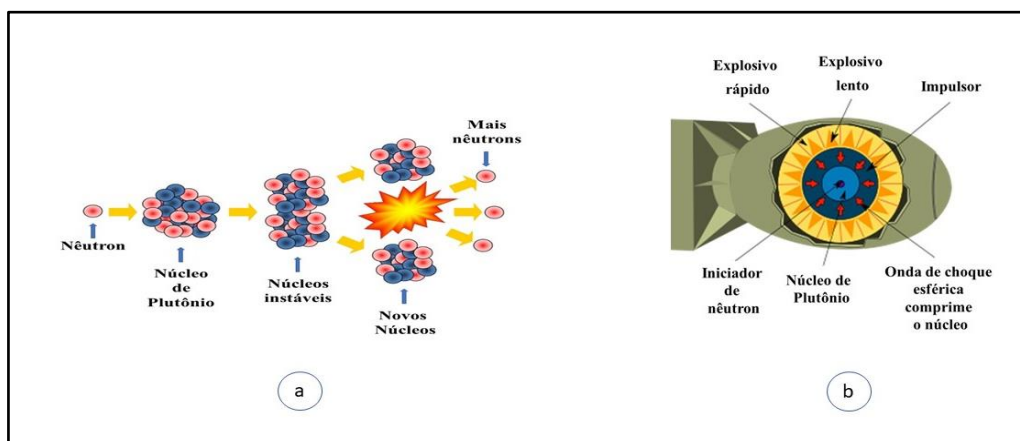 Nêutron
Núcleo
de
Plutônio
Núcleos
instáveis
Novos
Núcleos
Mais
nêutrons
a
Explosivo
rápido
Explosivo
lento
Impulsor
Iniciador
de
nêutron
Núcleo de
Plutônio
Onda de choque
esférica
comprime
o núcleo
b